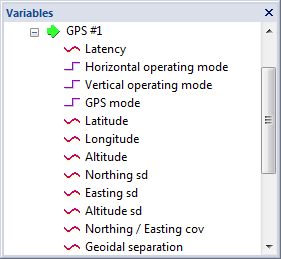 Variables
GPS #1
Latency
Horizontal operating mode
Vertical operating mode
GPS mode
Latitude
Longitude
Altitude
Northing sd
Easting sd
Altitude sd
Northing / Easting cov
Geoidal separation